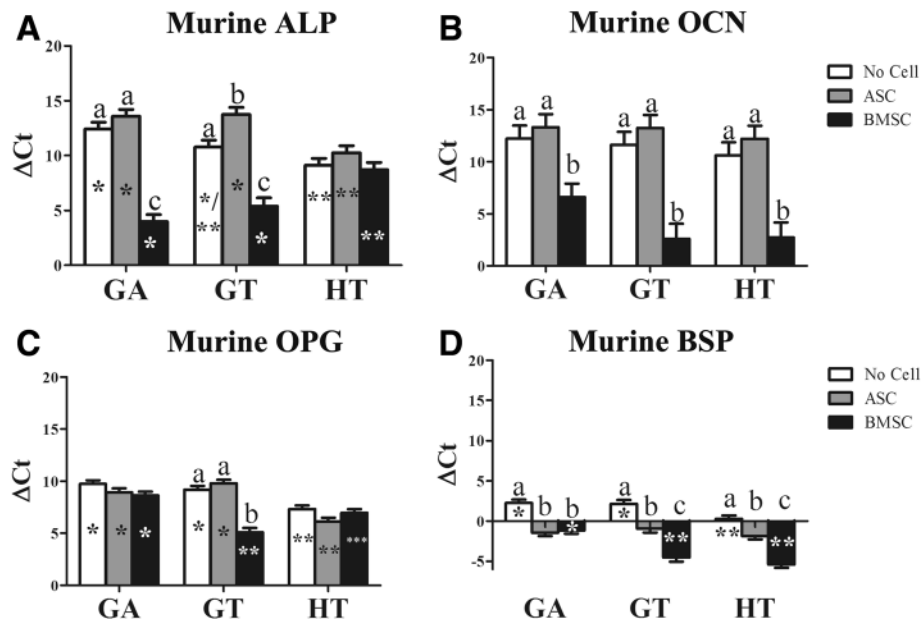 A Murine ALP
20
15
10
5
0
ΔCt
a a c
a b c
* * *
*/
** * *
** ** **
GA GT HT
B Murine OCN
20
15
10
5
0
ΔCt
a a b
a a b
a a b
GA GT HT
No Cell
ASC
BMSC
C Murine OPG
20
15
10
5
0
ΔCt
a a b
* * *
* * **
** ** ***
GA GT HT
D Murine BSP
20
15
10
5
0
-5
ΔCt
a b b
a b c
a b c
* *
* **
** **
GA GT HT
No Cell
ASC
BMSC